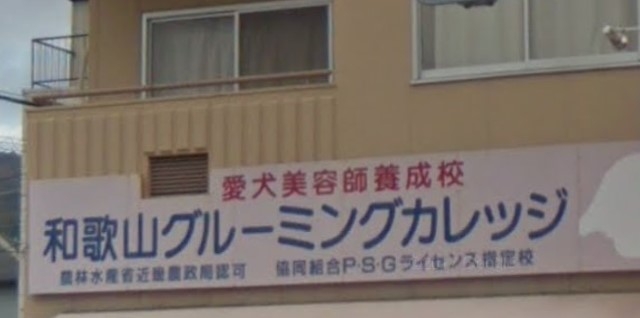 愛犬美容師養成校
和歌山グルーミングカレッジ
農林水産省近畿農政局認可 協同組合P・S・Gライセンス指定校